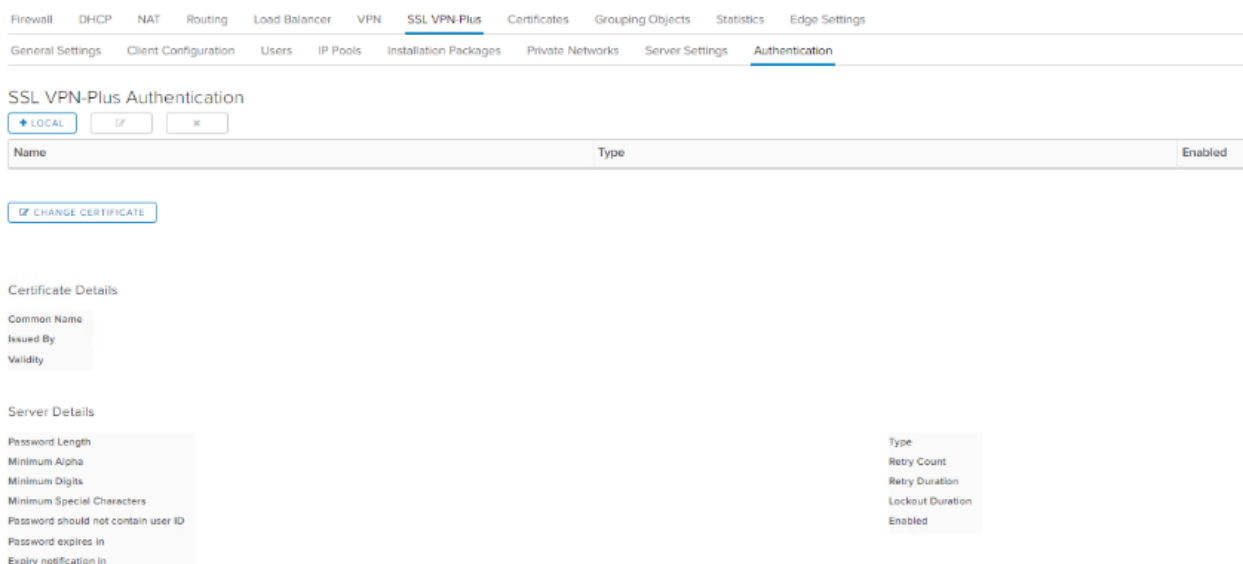 Firewall DHCP NAT Routing Load Balancer VPN SSL VPN-Plus Certificates Grouping Objects Statistics Edge Settings
General Settings Client Configuration Users IP Pools Installation Packages Private Networks Server Settings Authentication
SSL VPN-Plus Authentication
+ LOCAL
Name Type Enabled
CHANGE CERTIFICATE
Certificate Details
Common Name
Issued By
Validity
Server Details
Password Length Type
Minimum Alpha Retry Count
Minimum Digits Retry Duration
Minimum Special Characters Lockout Duration
Password should not contain user ID Enabled
Password expires in
Expiry notification in